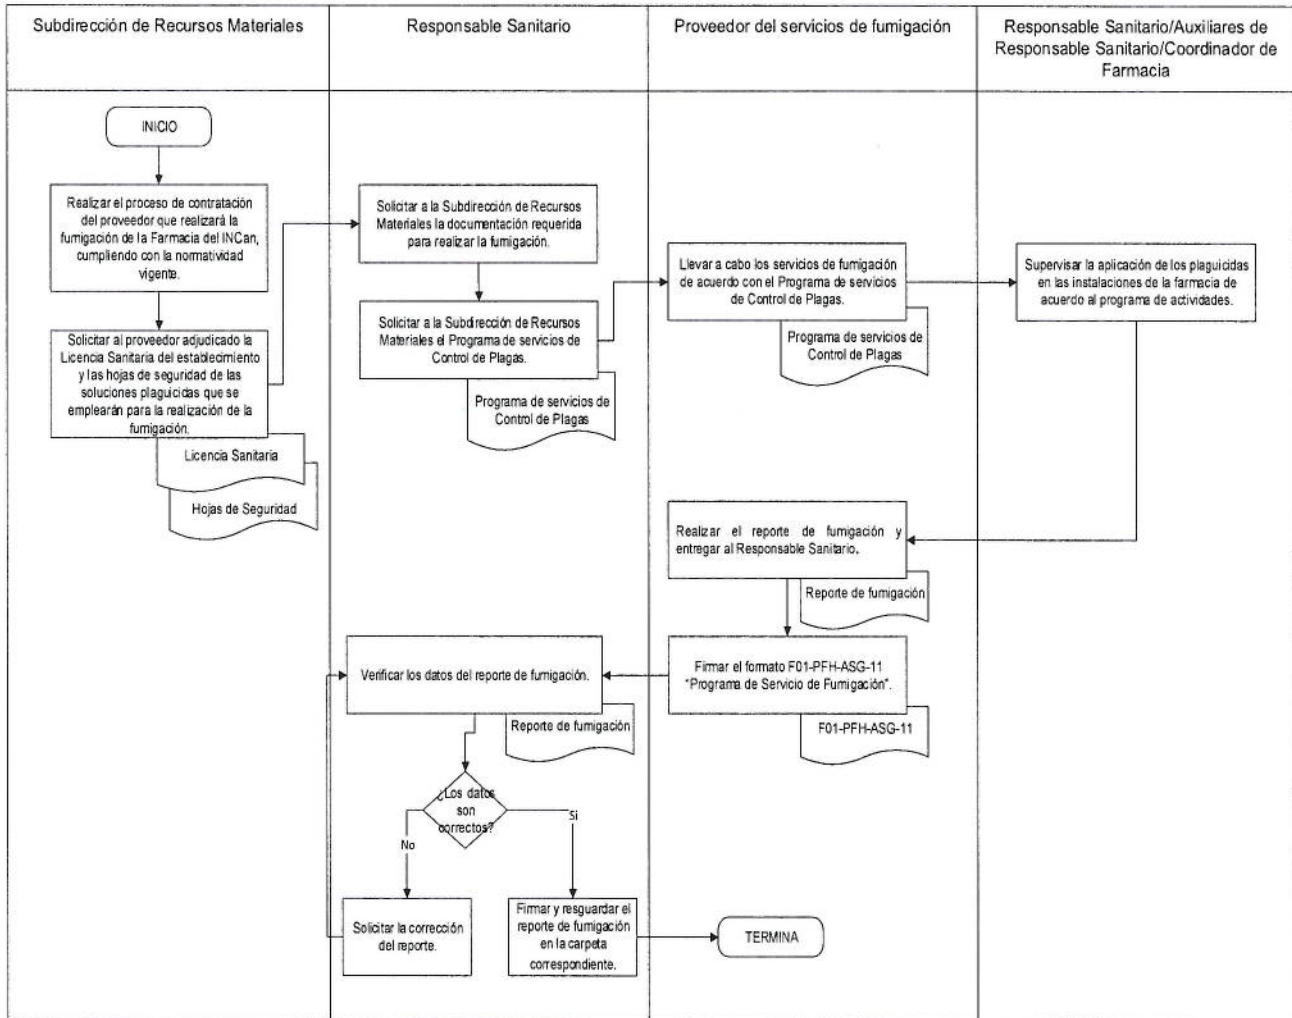 Subdirección de Recursos Materiales
Responsable Sanitario
Proveedor del servicios de fumigación
Responsable Sanitario/Auxiliares de
Responsable Sanitario/Coordinador de
Farmacia
INICIO
Realizar el proceso de contratación
del proveedor que realizará la
fumigación de la Farmacia del INCan,
cumpliendo con la normatividad
vigente.
Solicitar al proveedor adjudicado la
Licencia Sanitaria del establecimiento
y las hojas de seguridad de las
soluciones plaguicidas que se
emplearán para la realización de la
fumigación.
Licencia Sanitaria
Hojas de Seguridad
Solicitar a la Subdirección de Recursos
Materiales la documentación requerida
para realizar la fumigación.
Solicitar a la Subdirección de Recursos
Materiales el Programa de servicios de
Control de Plagas.
Programa de servicios de
Control de Plagas
Llevar a cabo los servicios de fumigación
de acuerdo con el Programa de servicios
de Control de Plagas.
Programa de servicios de
Control de Plagas
Supervisar la aplicación de los plaguicidas
en las instalaciones de la farmacia de
acuerdo al programa de actividades.
Realizar el reporte de fumigación y
entregar al Responsable Sanitario.
Reporte de fumigación
Firmar el formato F01-PFH-ASG-11
"Programa de Servicio de Fumigación".
F01-PFH-ASG-11
Verificar los datos del reporte de fumigación.
Reporte de fumigación
¿Los datos
son
correctos?
No
Si
Solicitar la corrección
del reporte.
Firmar y resguardar el
reporte de fumigación
en la carpeta
correspondiente.
TERMINA